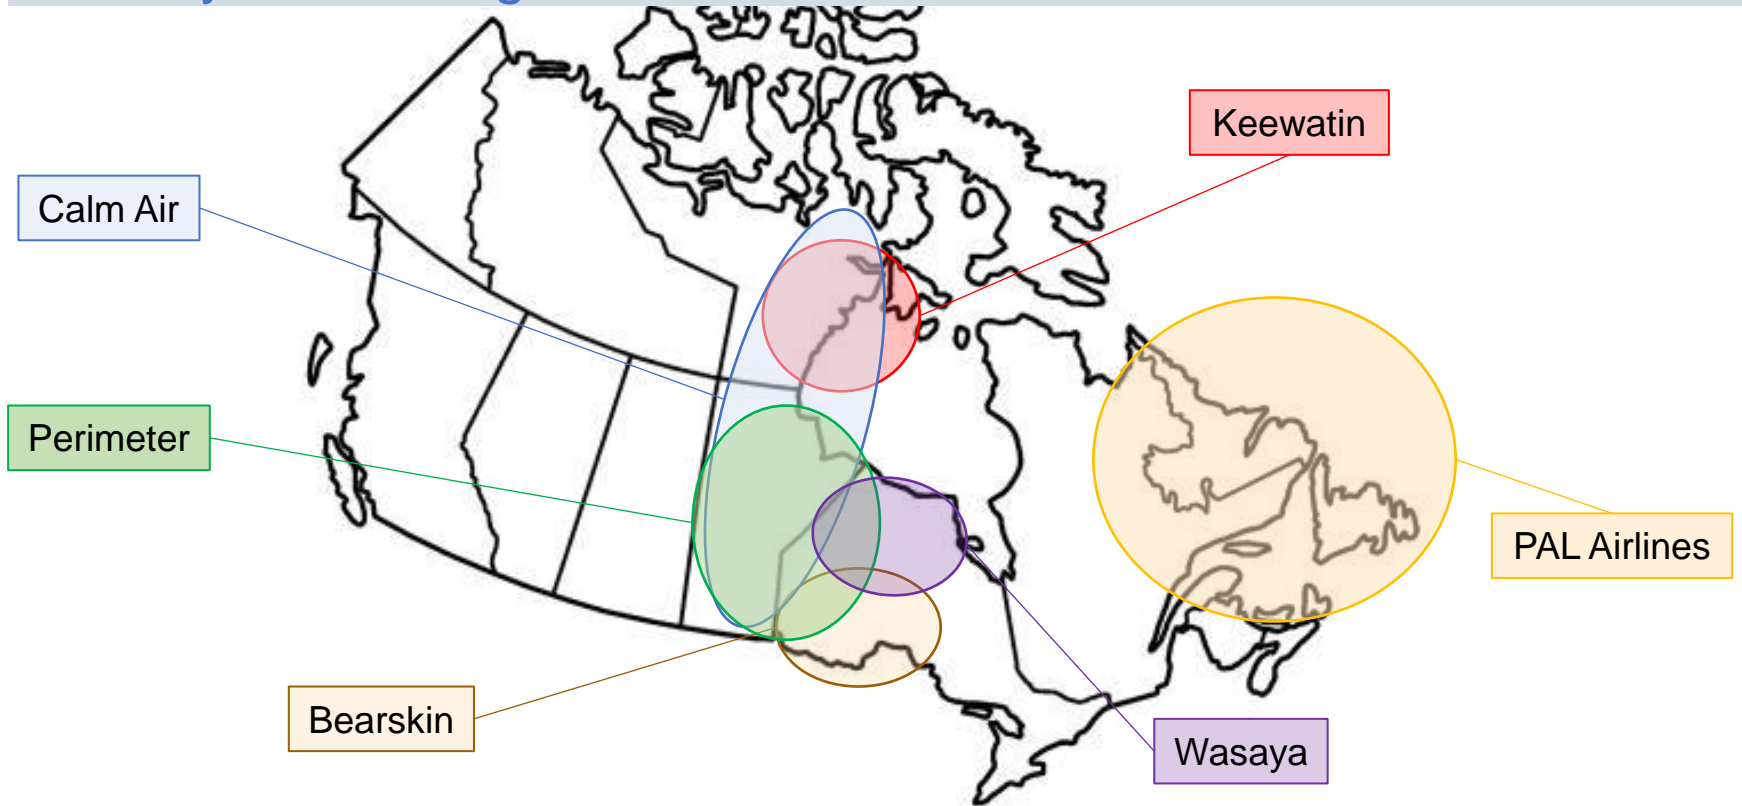 Keewatin
Calm Air
Perimeter
PAL Airlines
Bearskin
Wasaya